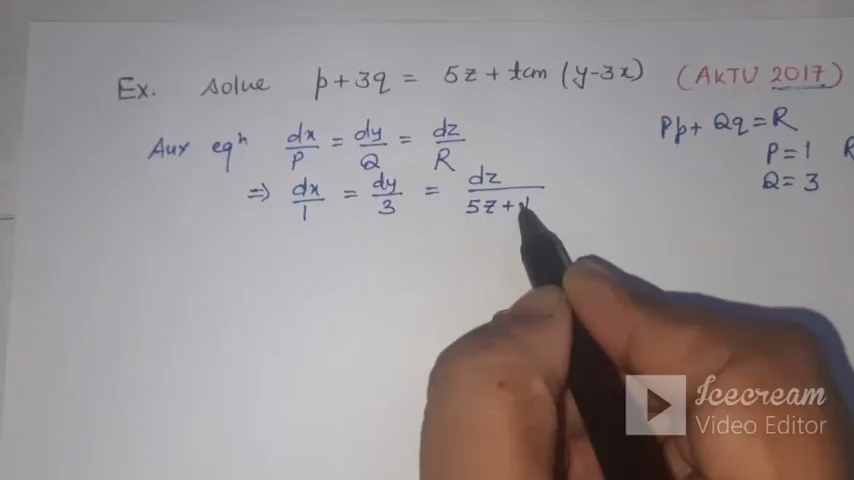 Ex. Solve p+3q = 5z + tan (y-3x) (AKTU 2017)
Aux eqⁿ dx/P = dy/Q = dz/R
Pp + Qq = R
P = 1 R
Q = 3
⇒ dx/1 = dy/3 = dz/5z+
Icecream
Video Editor